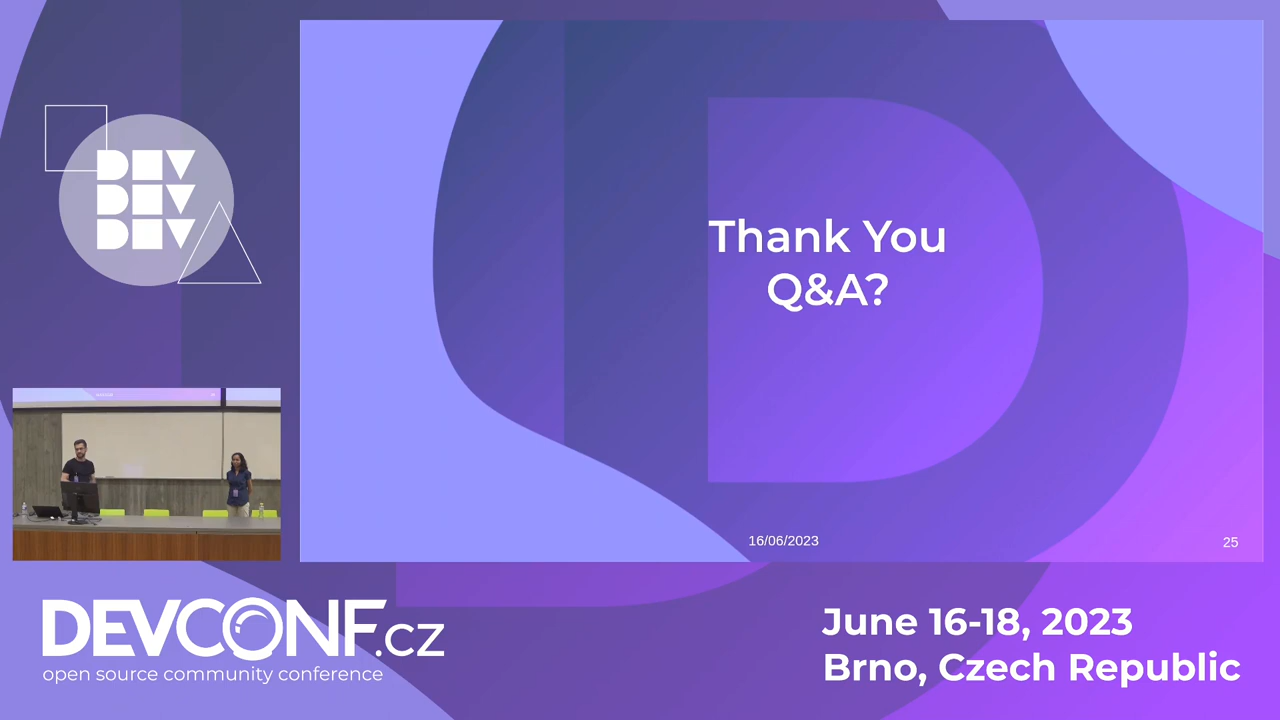 DEV
DEV
DEV
Thank You
Q&A?
16/06/2023
25
DEVCONF.cz
open source community conference
June 16-18, 2023
Brno, Czech Republic